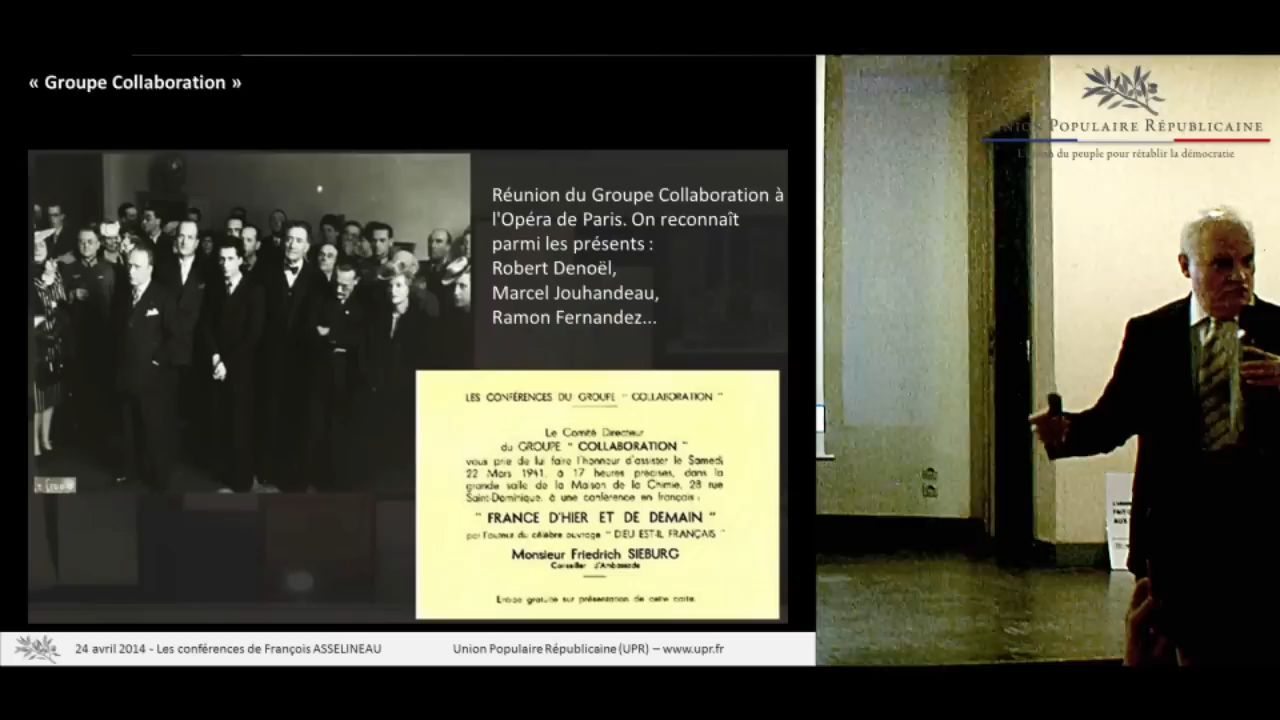 « Groupe Collaboration »
Réunion du Groupe Collaboration à
l'Opéra de Paris. On reconnaît
parmi les présents :
Robert Denoël,
Marcel Jouhandeau,
Ramon Fernandez...
LES CONFÉRENCES DU GROUPE " COLLABORATION "
Le Comité Directeur
du GROUPE " COLLABORATION "
vous prie de lui faire l'honneur d'assister le Samedi
22 Mars 1941, à 17 heures précises, dans la
grande salle de la Maison de la Chimie, 28 rue
Saint-Dominique, à une conférence en français :
" FRANCE D'HIER ET DE DEMAIN "
par l'auteur du célèbre ouvrage " DIEU EST-IL FRANÇAIS "
Monsieur Friedrich SIEBURG
Conseiller d'Ambassade
Entrée gratuite sur présentation de cette carte.
24 avril 2014 - Les conférences de François ASSELINEAU
Union Populaire Républicaine (UPR) – www.upr.fr
UNION POPULAIRE RÉPUBLICAINE
L'union du peuple pour rétablir la démocratie